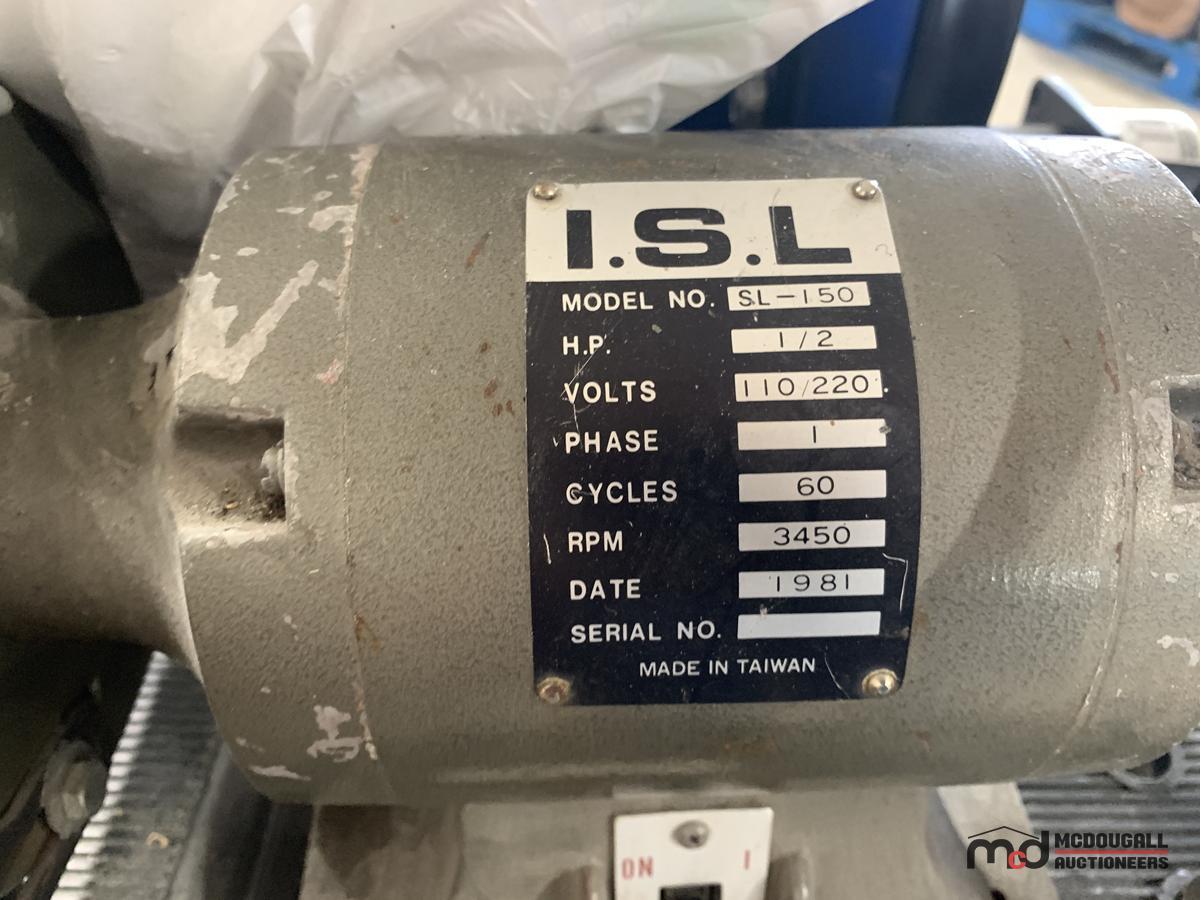 I.S.L
MODEL NO. SL-150
H.P. 1/2
VOLTS 110/220
PHASE 1
CYCLES 60
RPM 3450
DATE 1981
SERIAL NO.
MADE IN TAIWAN
ON I
mcd MCDOUGALL
AUCTIONEERS